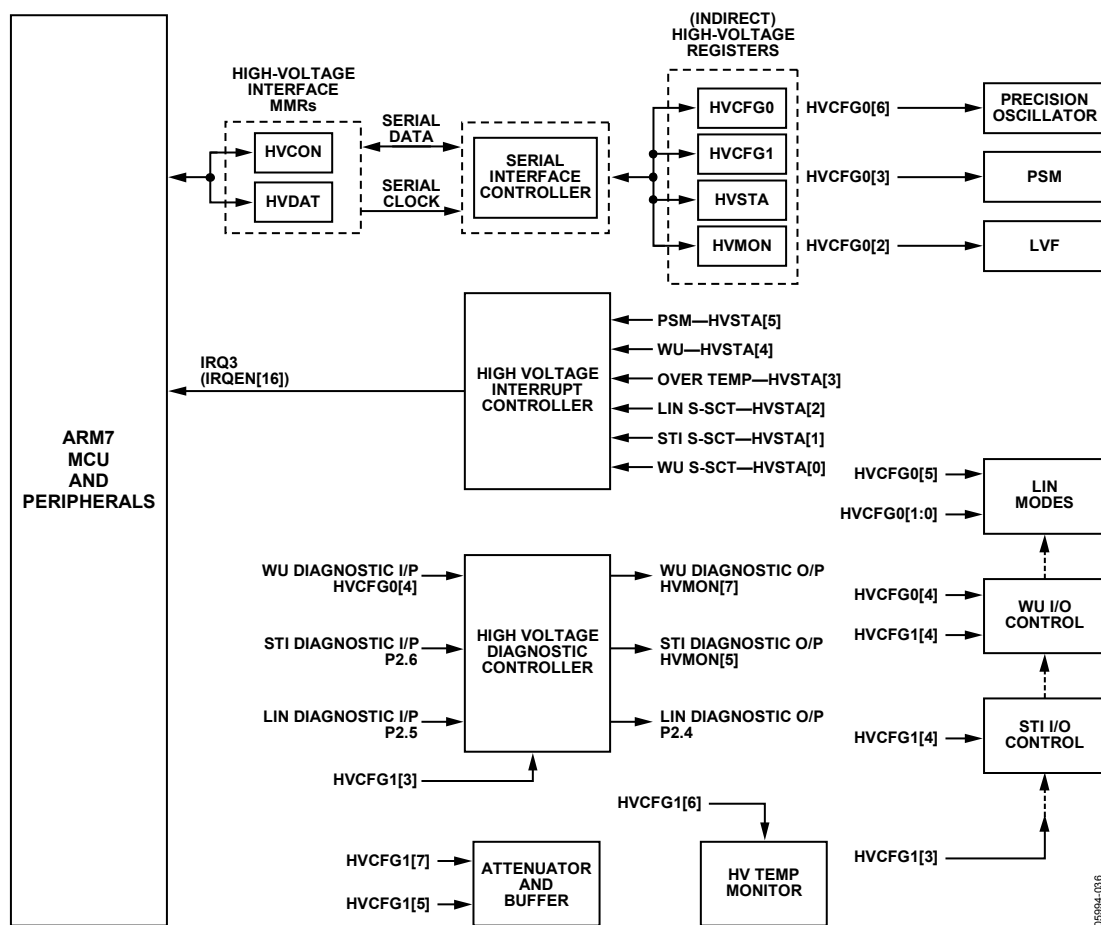 (INDIRECT)
HIGH-VOLTAGE
REGISTERS
HIGH-VOLTAGE
INTERFACE
MMRs
HVCON
HVDAT
SERIAL
DATA
SERIAL
CLOCK
SERIAL
INTERFACE
CONTROLLER
HVCFG0
HVCFG1
HVSTA
HVMON
HVCFG0[6]
PRECISION
OSCILLATOR
HVCFG0[3]
PSM
HVCFG0[2]
LVF
ARM7
MCU
AND
PERIPHERALS
IRQ3
(IRQEN[16])
HIGH VOLTAGE
INTERRUPT
CONTROLLER
PSM—HVSTA[5]
WU—HVSTA[4]
OVER TEMP—HVSTA[3]
LIN S-SCT—HVSTA[2]
STI S-SCT—HVSTA[1]
WU S-SCT—HVSTA[0]
HVCFG0[5]
HVCFG0[1:0]
LIN
MODES
WU DIAGNOSTIC I/P
HVCFG0[4]
STI DIAGNOSTIC I/P
P2.6
LIN DIAGNOSTIC I/P
P2.5
HVCFG1[3]
HIGH VOLTAGE
DIAGNOSTIC
CONTROLLER
WU DIAGNOSTIC O/P
HVMON[7]
STI DIAGNOSTIC O/P
HVMON[5]
LIN DIAGNOSTIC O/P
P2.4
HVCFG0[4]
HVCFG1[4]
WU I/O
CONTROL
HVCFG1[4]
STI I/O
CONTROL
HVCFG1[3]
HVCFG1[7]
HVCFG1[5]
ATTENUATOR
AND
BUFFER
HVCFG1[6]
HV TEMP
MONITOR
05994-036